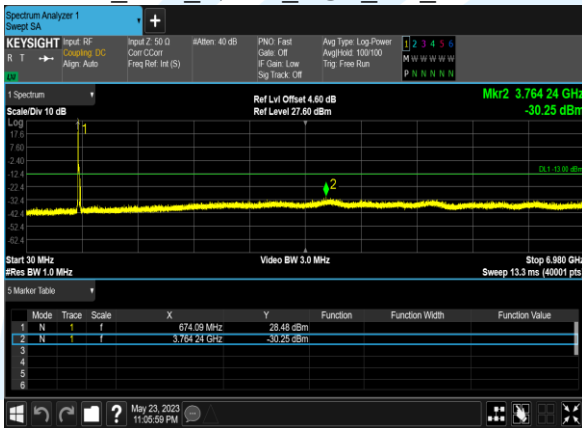 Spectrum Analyzer 1
Swept SA
+
KEYSIGHT Input: RF Input Z: 50 Ω #Atten: 40 dB PNO: Fast Avg Type: Log-Power 1 2 3 4 5 6
R T Coupling: DC Corr CCorr Gate: Off Avg|Hold: 100/100 M W W W W W
Align: Auto Freq Ref: Int (S) IF Gain: Low Trig: Free Run
LV Sig Track: Off P N N N N N
1 Spectrum Ref Lvl Offset 4.60 dB Mkr2 3.764 24 GHz
Scale/Div 10 dB Ref Level 27.60 dBm -30.25 dBm
Log
17.6
7.60
-2.40
-12.4
-22.4
-32.4
-42.4
-52.4
-62.4
1
2
DL1 -13.00 dBm
Start 30 MHz Video BW 3.0 MHz Stop 6.980 GHz
#Res BW 1.0 MHz Sweep 13.3 ms (40001 pts)
5 Marker Table
Mode Trace Scale X Y Function Function Width Function Value
1 N 1 f 674.09 MHz 28.48 dBm
2 N 1 f 3.764 24 GHz -30.25 dBm
3
4
5
6
? May 23, 2023
11:05:59 PM